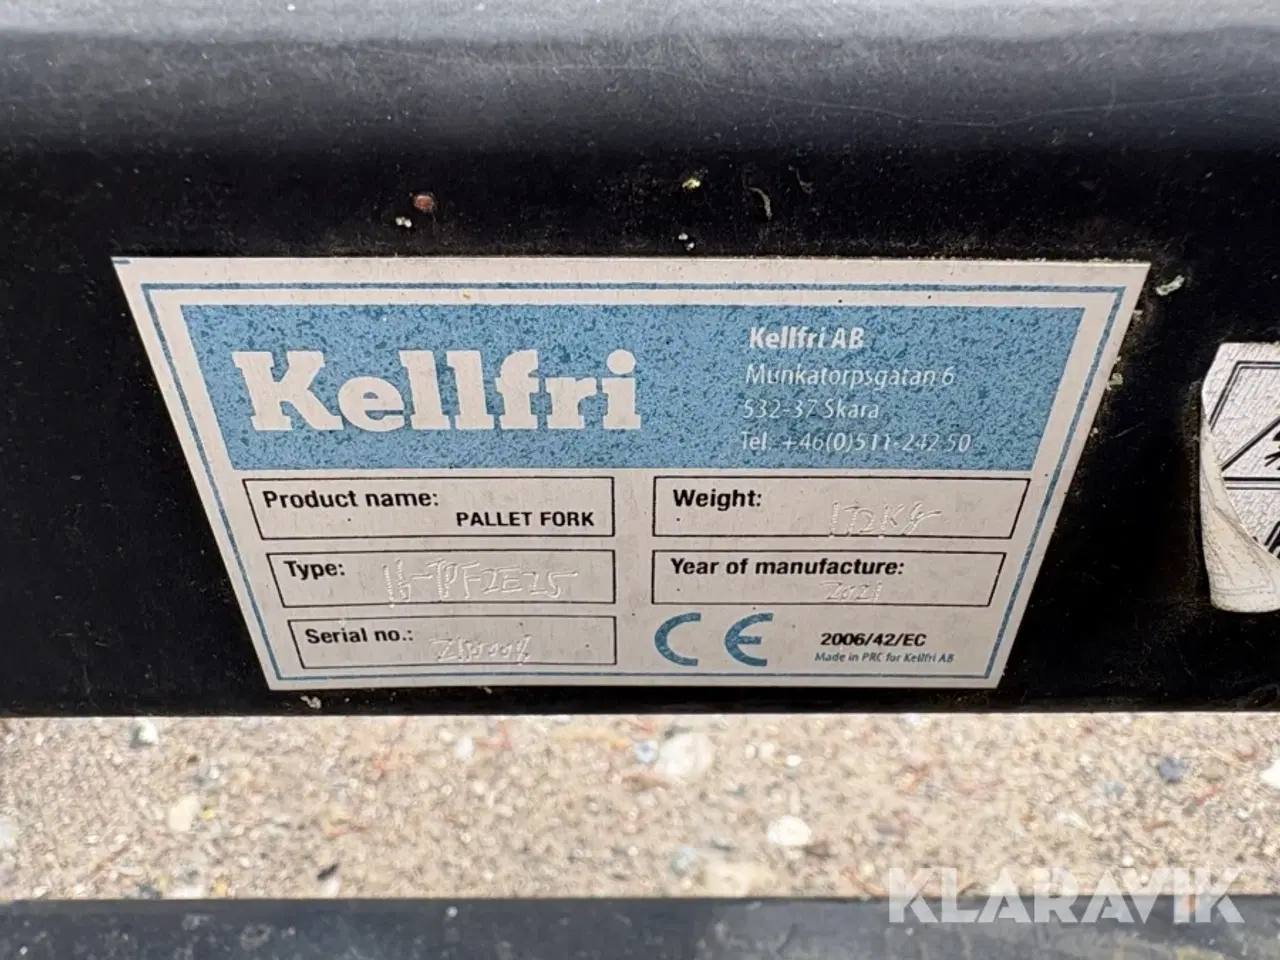 Kellfri
Kellfri AB
Munkatorpsgatan 6
532-37 Skara
Tel +46(0)511-242 50
Product name:
PALLET FORK
Weight: 172KG
Type:
Year of manufacture:
2021
Serial no.:
CE
2006/42/EC
Made in PRC for Kellfri AB
KLARAVIK